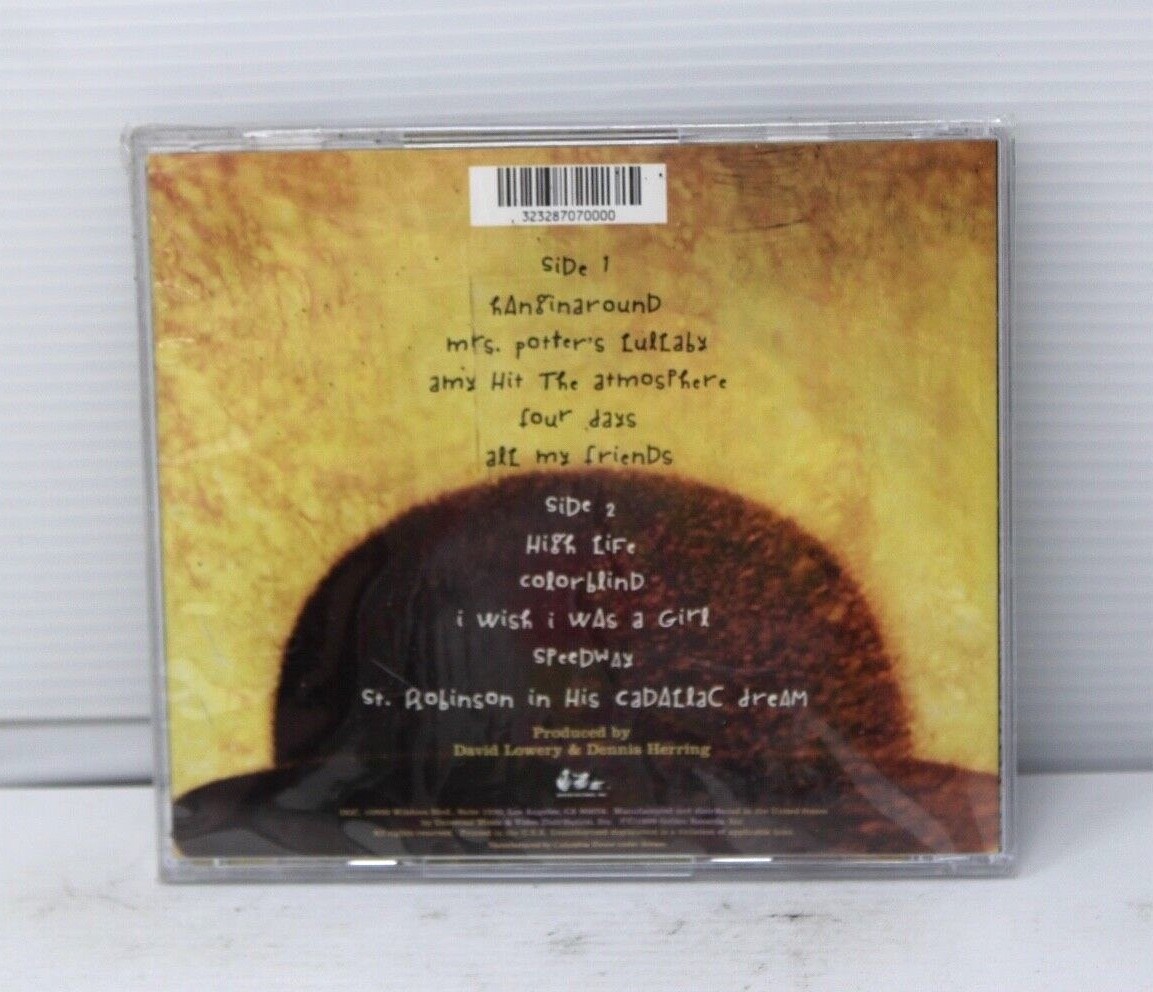 323287070000
SiDe 1
hAnginarounD
mrs. potter's LulLaby
amy Hit The atmosPhere
four days
alL my frienDs
SiDe 2
HiGh LiFe
colorblinD
i wish i wAs a Girl
SPeeDwAy
St. Robinson in His CaDAlLaC dreAM
Produced by
David Lowery & Dennis Herring